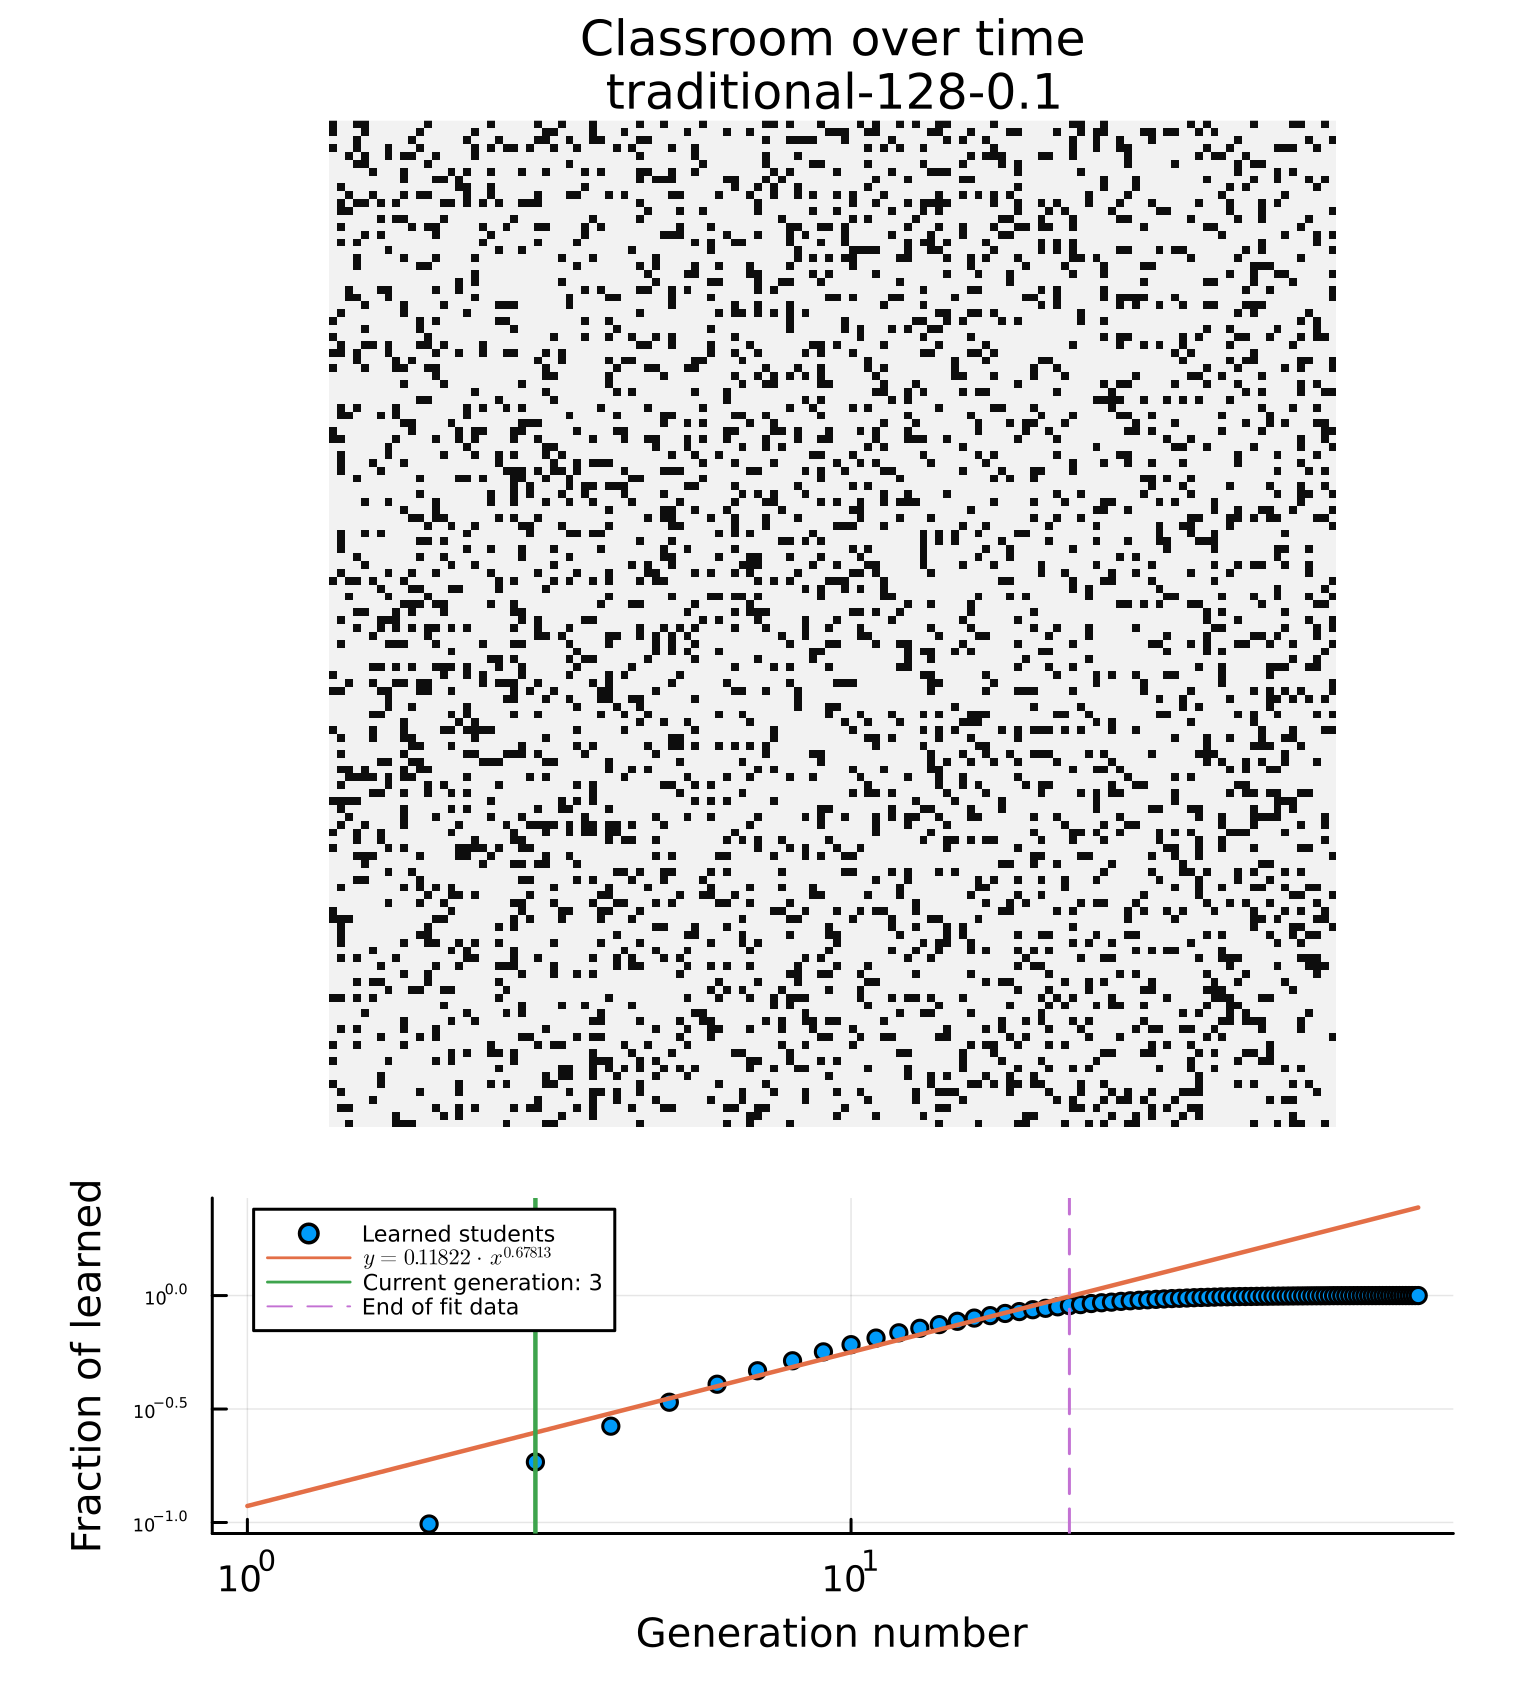 Classroom over time
traditional-128-0.1
Fraction of learned
Learned students
y = 0.11822 · x^0.67813
Current generation: 3
End of fit data
10^0.0
10^−0.5
10^−1.0
10^0
10^1
Generation number